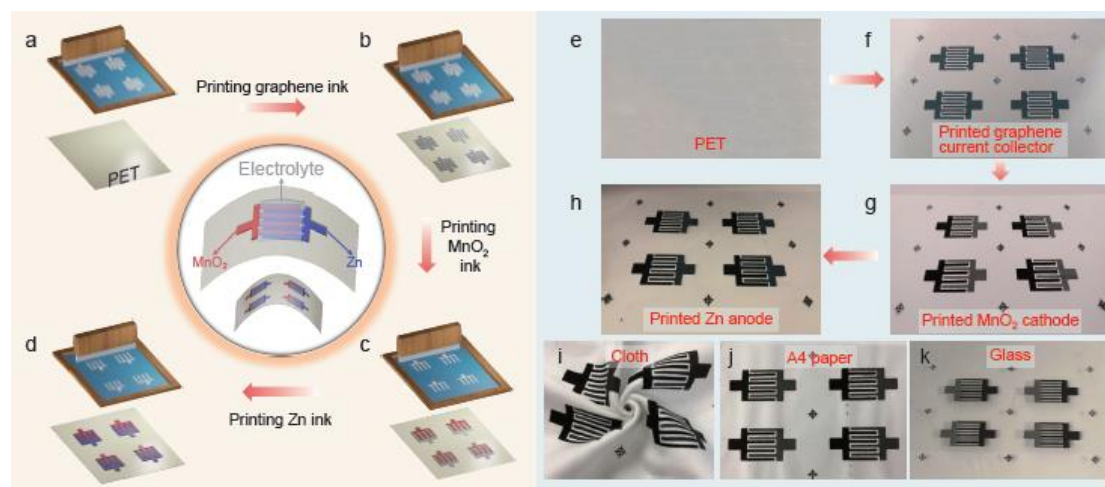 a
b
Printing graphene ink
PET
Electrolyte
MnO₂
Zn
Printing
MnO₂
ink
d
c
Printing Zn ink
e
PET
f
Printed graphene
current collector
h
Printed Zn anode
g
Printed MnO₂ cathode
i
Cloth
j
A4 paper
k
Glass